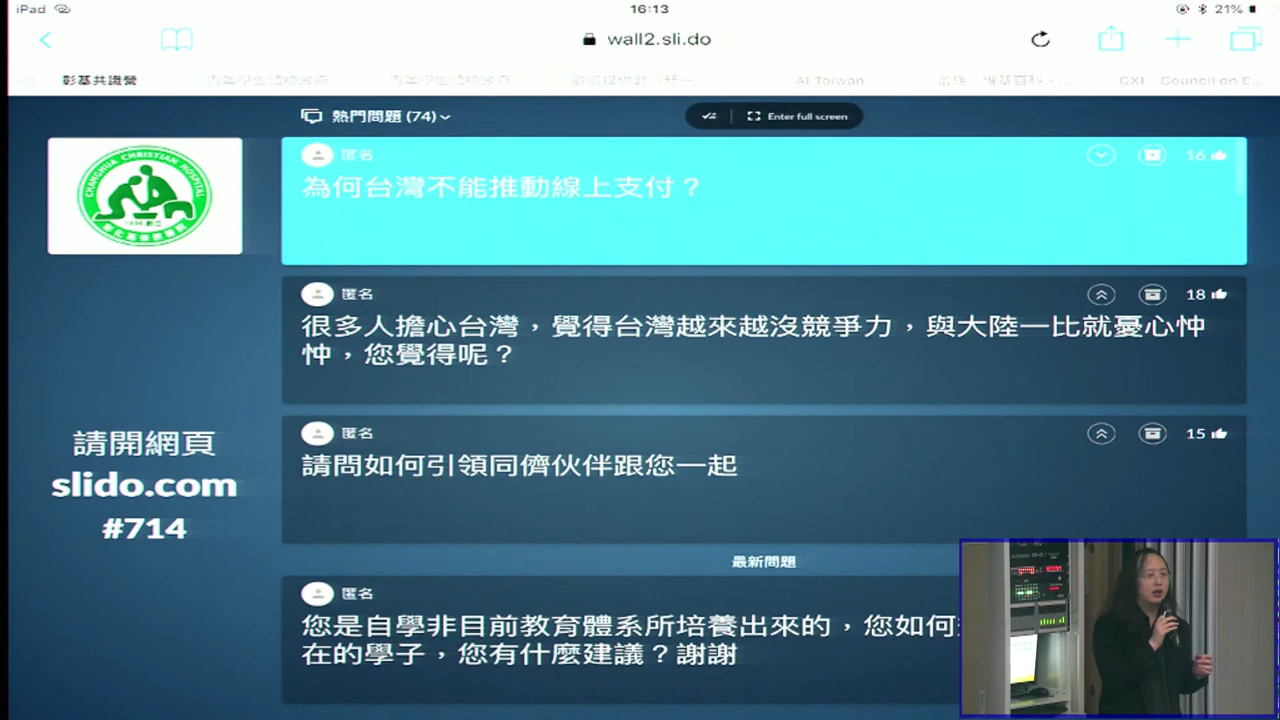 iPad
16:13
21%
wall2.sli.do
彰基共識營
AI Taiwan
GXI - Council on E...
熱門問題 (74)
Enter full screen
CHANGHUA CHRISTIAN HOSPITAL
匿名
16
為何台灣不能推動線上支付？
匿名
18
很多人擔心台灣，覺得台灣越來越沒競爭力，與大陸一比就憂心忡
忡，您覺得呢？
匿名
15
請問如何引領同儕伙伴跟您一起
請開網頁
slido.com
#714
最新問題
匿名
您是自學非目前教育體系所培養出來的，您如何
在的學子，您有什麼建議？謝謝